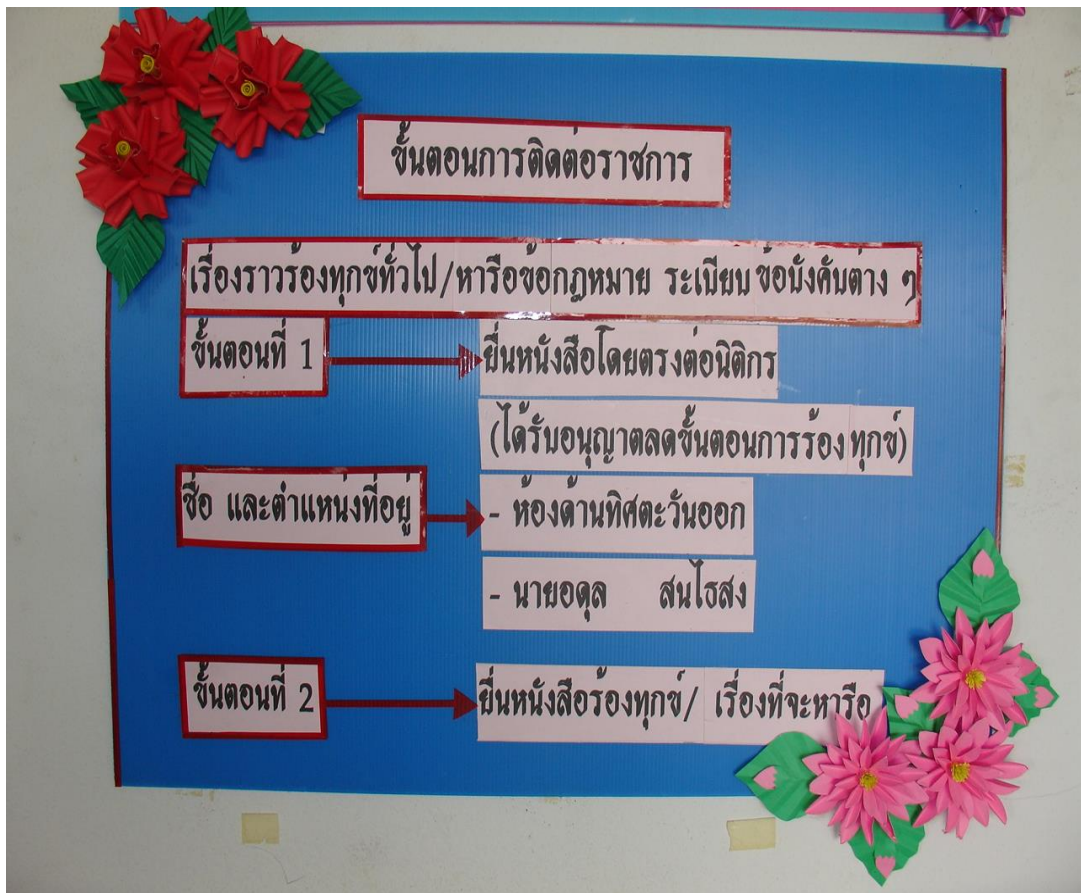 ขั้นตอนการติดต่อราชการ
เรื่องราวร้องทุกข์ทั่วไป/หารือข้อกฎหมาย ระเบียบ ข้อบังคับต่าง ๆ
ขั้นตอนที่ 1 ยื่นหนังสือโดยตรงต่อนิติกร
(ได้รับอนุญาตลดขั้นตอนการร้องทุกข์)
ชื่อ และตำแหน่งที่อยู่ - ห้องด้านทิศตะวันออก
- นายอดุล สนไธสง
ขั้นตอนที่ 2 ยื่นหนังสือร้องทุกข์/ เรื่องที่จะหารือ